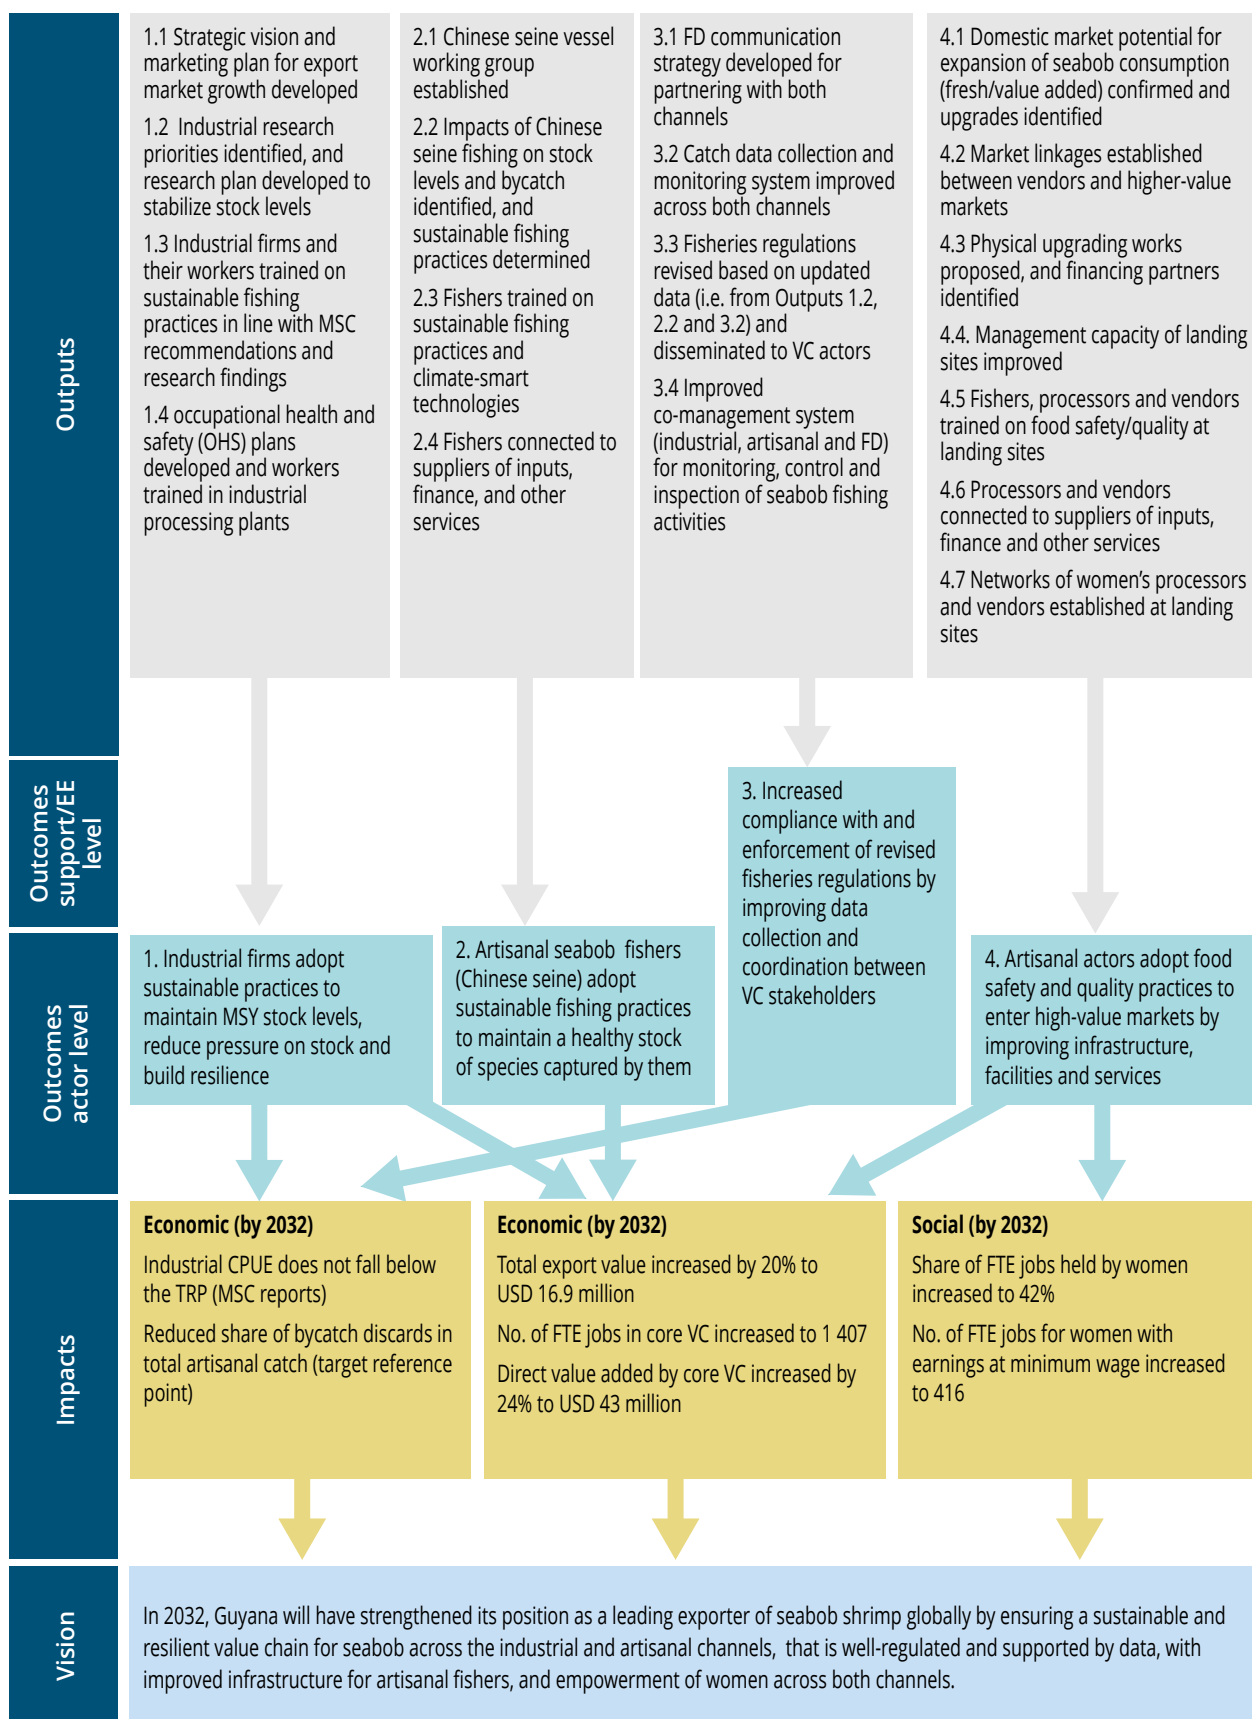 Outputs
1.1 Strategic vision and
marketing plan for export
market growth developed
1.2  Industrial research
priorities identified, and
research plan developed to
stabilize stock levels
1.3 Industrial firms and
their workers trained on
sustainable fishing
practices in line with MSC
recommendations and
research findings
1.4 occupational health and
safety (OHS) plans
developed and workers
trained in industrial
processing plants
2.1 Chinese seine vessel
working group
established
2.2 Impacts of Chinese
seine fishing on stock
levels and bycatch
identified, and
sustainable fishing
practices determined
2.3 Fishers trained on
sustainable fishing
practices and
climate-smart
technologies
2.4 Fishers connected to
suppliers of inputs,
finance, and other
services
3.1 FD communication
strategy developed for
partnering with both
channels
3.2 Catch data collection and
monitoring system improved
across both channels
3.3 Fisheries regulations
revised based on updated
data (i.e. from Outputs 1.2,
2.2 and 3.2) and
disseminated to VC actors
3.4 Improved
co-management system
(industrial, artisanal and FD)
for monitoring, control and
inspection of seabob fishing
activities
4.1 Domestic market potential for
expansion of seabob consumption
(fresh/value added) confirmed and
upgrades identified
4.2 Market linkages established
between vendors and higher-value
markets
4.3 Physical upgrading works
proposed, and financing partners
identified
4.4. Management capacity of landing
sites improved
4.5 Fishers, processors and vendors
trained on food safety/quality at
landing sites
4.6 Processors and vendors
connected to suppliers of inputs,
finance and other services
4.7 Networks of women's processors
and vendors established at landing
sites
Outcomes
support/EE
level
3. Increased
compliance with and
enforcement of revised
fisheries regulations by
improving data
collection and
coordination between
VC stakeholders
Outcomes
actor level
1. Industrial firms adopt
sustainable practices to
maintain MSY stock levels,
reduce pressure on stock and
build resilience
2. Artisanal seabob  fishers
(Chinese seine) adopt
sustainable fishing practices
to maintain a healthy stock
of species captured by them
4. Artisanal actors adopt food
safety and quality practices to
enter high-value markets by
improving infrastructure,
facilities and services
Impacts
Economic (by 2032)
Industrial CPUE does not fall below
the TRP (MSC reports)
Reduced share of bycatch discards in
total artisanal catch (target reference
point)
Economic (by 2032)
Total export value increased by 20% to
USD 16.9 million
No. of FTE jobs in core VC increased to 1 407
Direct value added by core VC increased by
24% to USD 43 million
Social (by 2032)
Share of FTE jobs held by women
increased to 42%
No. of FTE jobs for women with
earnings at minimum wage increased
to 416
Vision
In 2032, Guyana will have strengthened its position as a leading exporter of seabob shrimp globally by ensuring a sustainable and
resilient value chain for seabob across the industrial and artisanal channels,  that is well-regulated and supported by data, with
improved infrastructure for artisanal fishers, and empowerment of women across both channels.